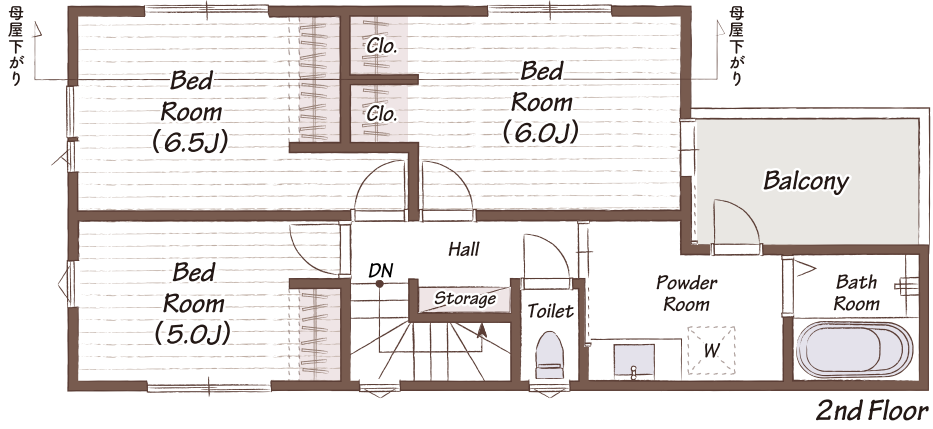 母屋下がり
母屋下がり
Clo.
Bed
Room
(6.5J)
Bed
Room
(6.0J)
Clo.
Balcony
Hall
DN
Bed
Room
(5.0J)
Storage
Toilet
Powder
Room
Bath
Room
W
2nd Floor